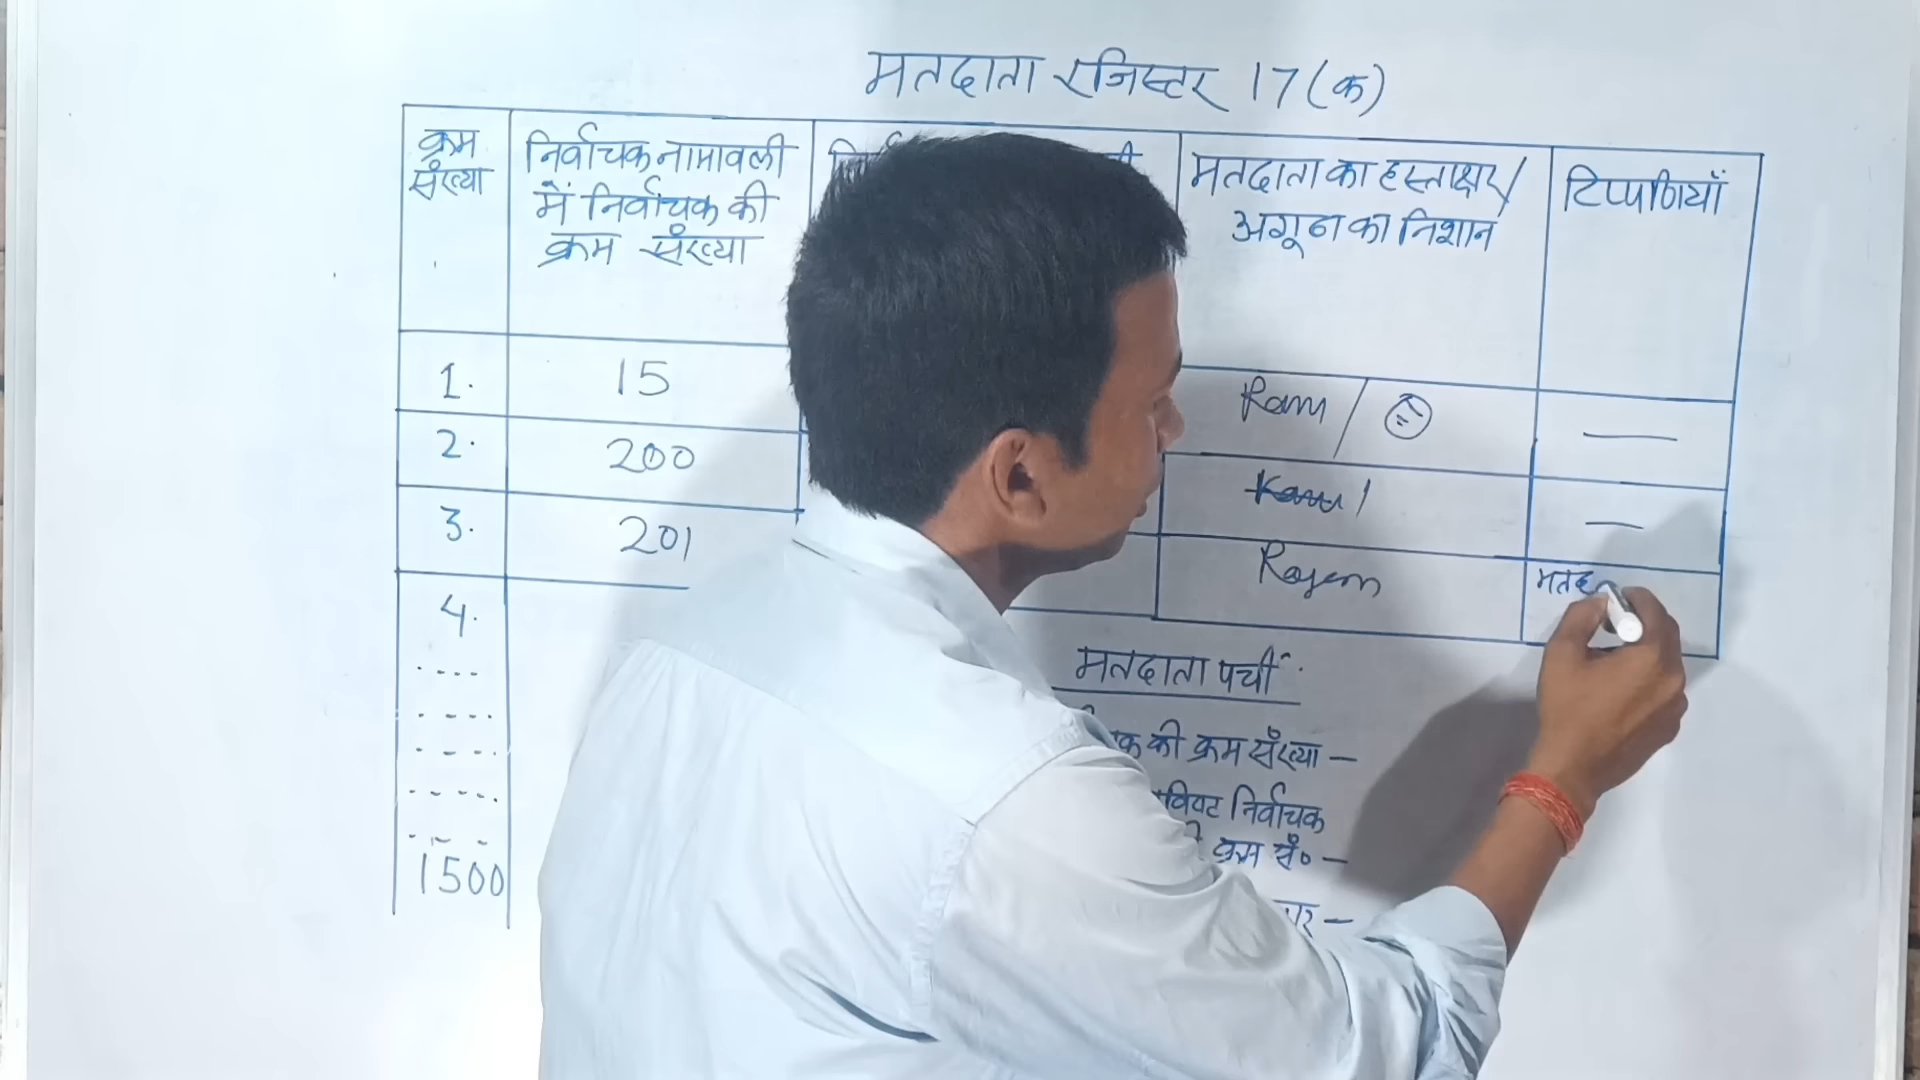 मतदाता रजिस्टर 17(क)
क्रम
संख्या
निर्वाचक नामावली
में निर्वाचक की
क्रम संख्या
मतदाता का हस्ताक्षर/
अगूठा का निशान
टिप्पणियाँ
1.
15
Ram /
2.
200
3.
201
4.
1500
मतदाता पर्ची
की क्रम संख्या -
निर्वाचक
क्रम सं० -